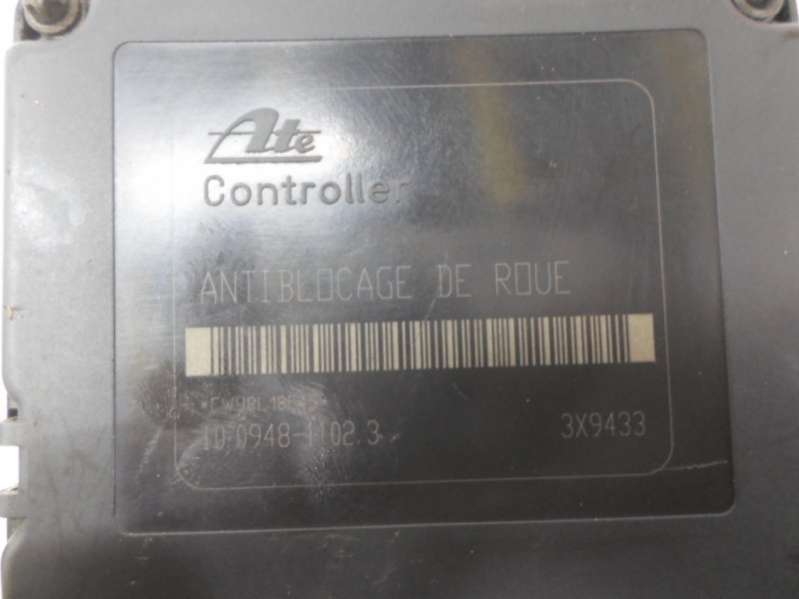 Ate
Controller
ANTIBLOCAGE DE ROUE
10.0948-1102.3 3X9433